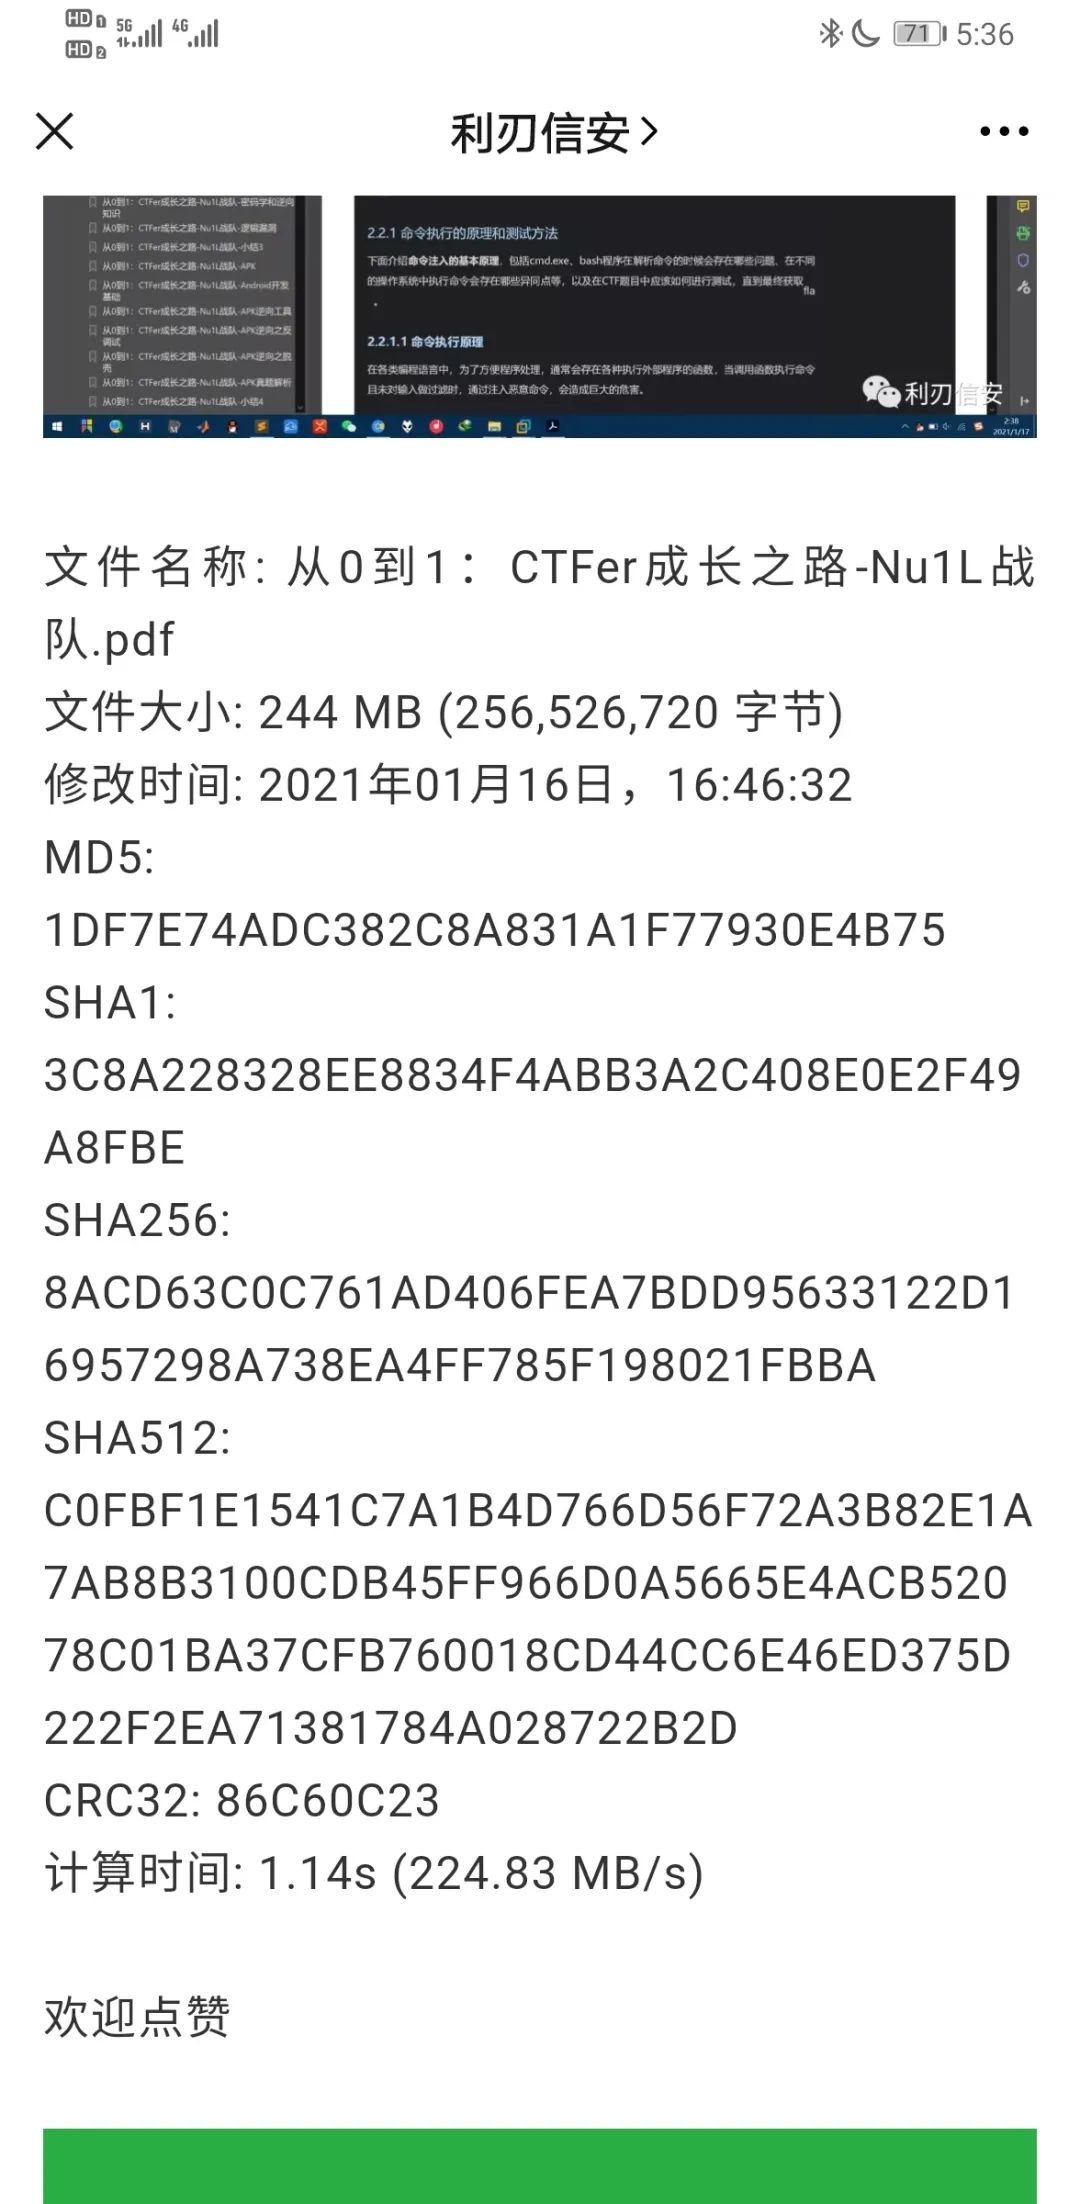 HD 1 5G 4G
HD 2
71 5:36
利刃信安
从0到1：CTFer成长之路-Nu1L战队-密码学和逆向
知识
从0到1：CTFer成长之路-Nu1L战队-逻辑漏洞
从0到1：CTFer成长之路-Nu1L战队-小结3
从0到1：CTFer成长之路-Nu1L战队-APK
从0到1：CTFer成长之路-Nu1L战队-Android开发
基础
从0到1：CTFer成长之路-Nu1L战队-APK逆向工具
从0到1：CTFer成长之路-Nu1L战队-APK逆向之反
调试
从0到1：CTFer成长之路-Nu1L战队-APK逆向之脱
壳
从0到1：CTFer成长之路-Nu1L战队-APK真题解析
从0到1：CTFer成长之路-Nu1L战队-小结4
2.2.1 命令执行的原理和测试方法
下面介绍命令注入的基本原理，包括cmd.exe、bash程序在解析命令的时候会存在哪些问题、在不同
的操作系统中执行命令会存在哪些异同点等，以及在CTF题目中应该如何进行测试，直到最终获取fla
。
2.2.1.1 命令执行原理
在各类编程语言中，为了方便程序处理，通常会存在各种执行外部程序的函数，当调用函数执行命令
且未对输入做过滤时，通过注入恶意命令，会造成巨大的危害。
利刃信安
2:38
2021/1/17
文件名称: 从0到1：CTFer成长之路-Nu1L战
队.pdf
文件大小: 244 MB (256,526,720 字节)
修改时间: 2021年01月16日，16:46:32
MD5:
1DF7E74ADC382C8A831A1F77930E4B75
SHA1:
3C8A228328EE8834F4ABB3A2C408E0E2F49
A8FBE
SHA256:
8ACD63C0C761AD406FEA7BDD95633122D1
6957298A738EA4FF785F198021FBBA
SHA512:
C0FBF1E1541C7A1B4D766D56F72A3B82E1A
7AB8B3100CDB45FF966D0A5665E4ACB520
78C01BA37CFB760018CD44CC6E46ED375D
222F2EA71381784A028722B2D
CRC32: 86C60C23
计算时间: 1.14s (224.83 MB/s)
欢迎点赞